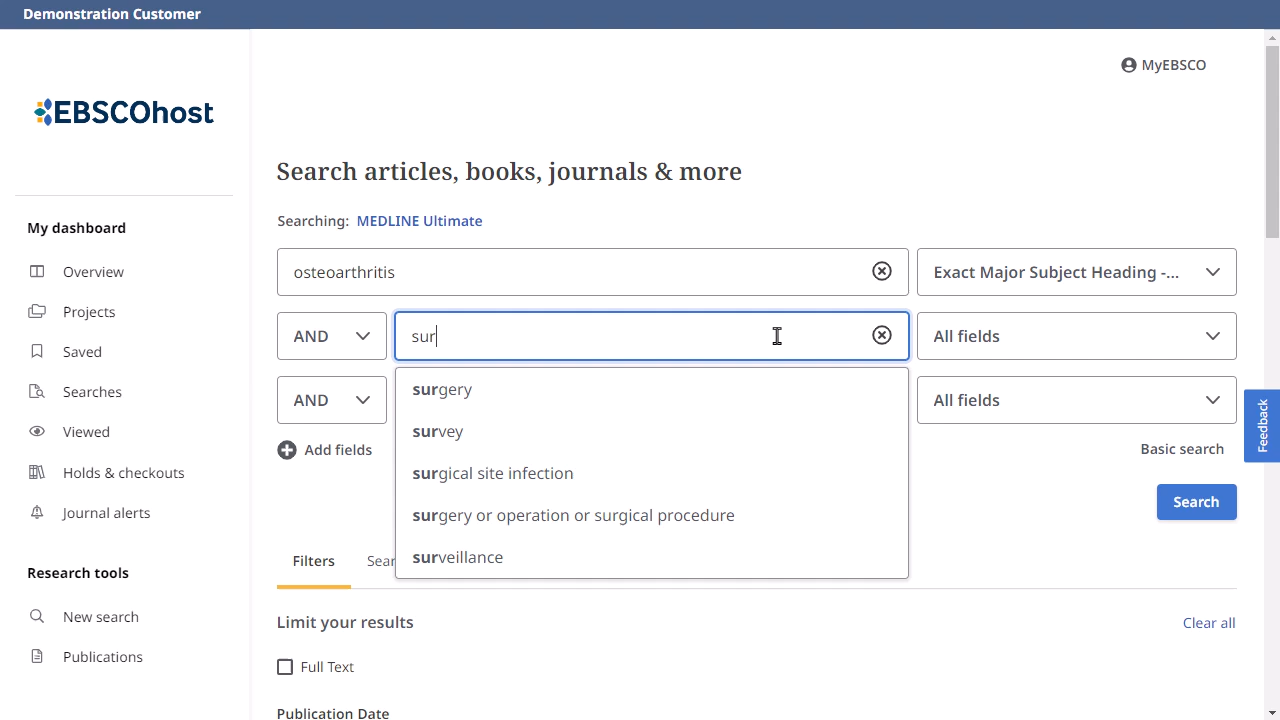 Demonstration Customer
MyEBSCO
EBSCOhost
Search articles, books, journals & more
Searching: MEDLINE Ultimate
My dashboard
osteoarthritis
Exact Major Subject Heading -...
Overview
Projects
AND
sur
All fields
Saved
surgery
Searches
AND
All fields
Viewed
survey
Feedback
Add fields
Basic search
Holds & checkouts
surgical site infection
Search
Journal alerts
surgery or operation or surgical procedure
Filters
Sear
surveillance
Research tools
New search
Limit your results
Clear all
Publications
Full Text
Publication Date